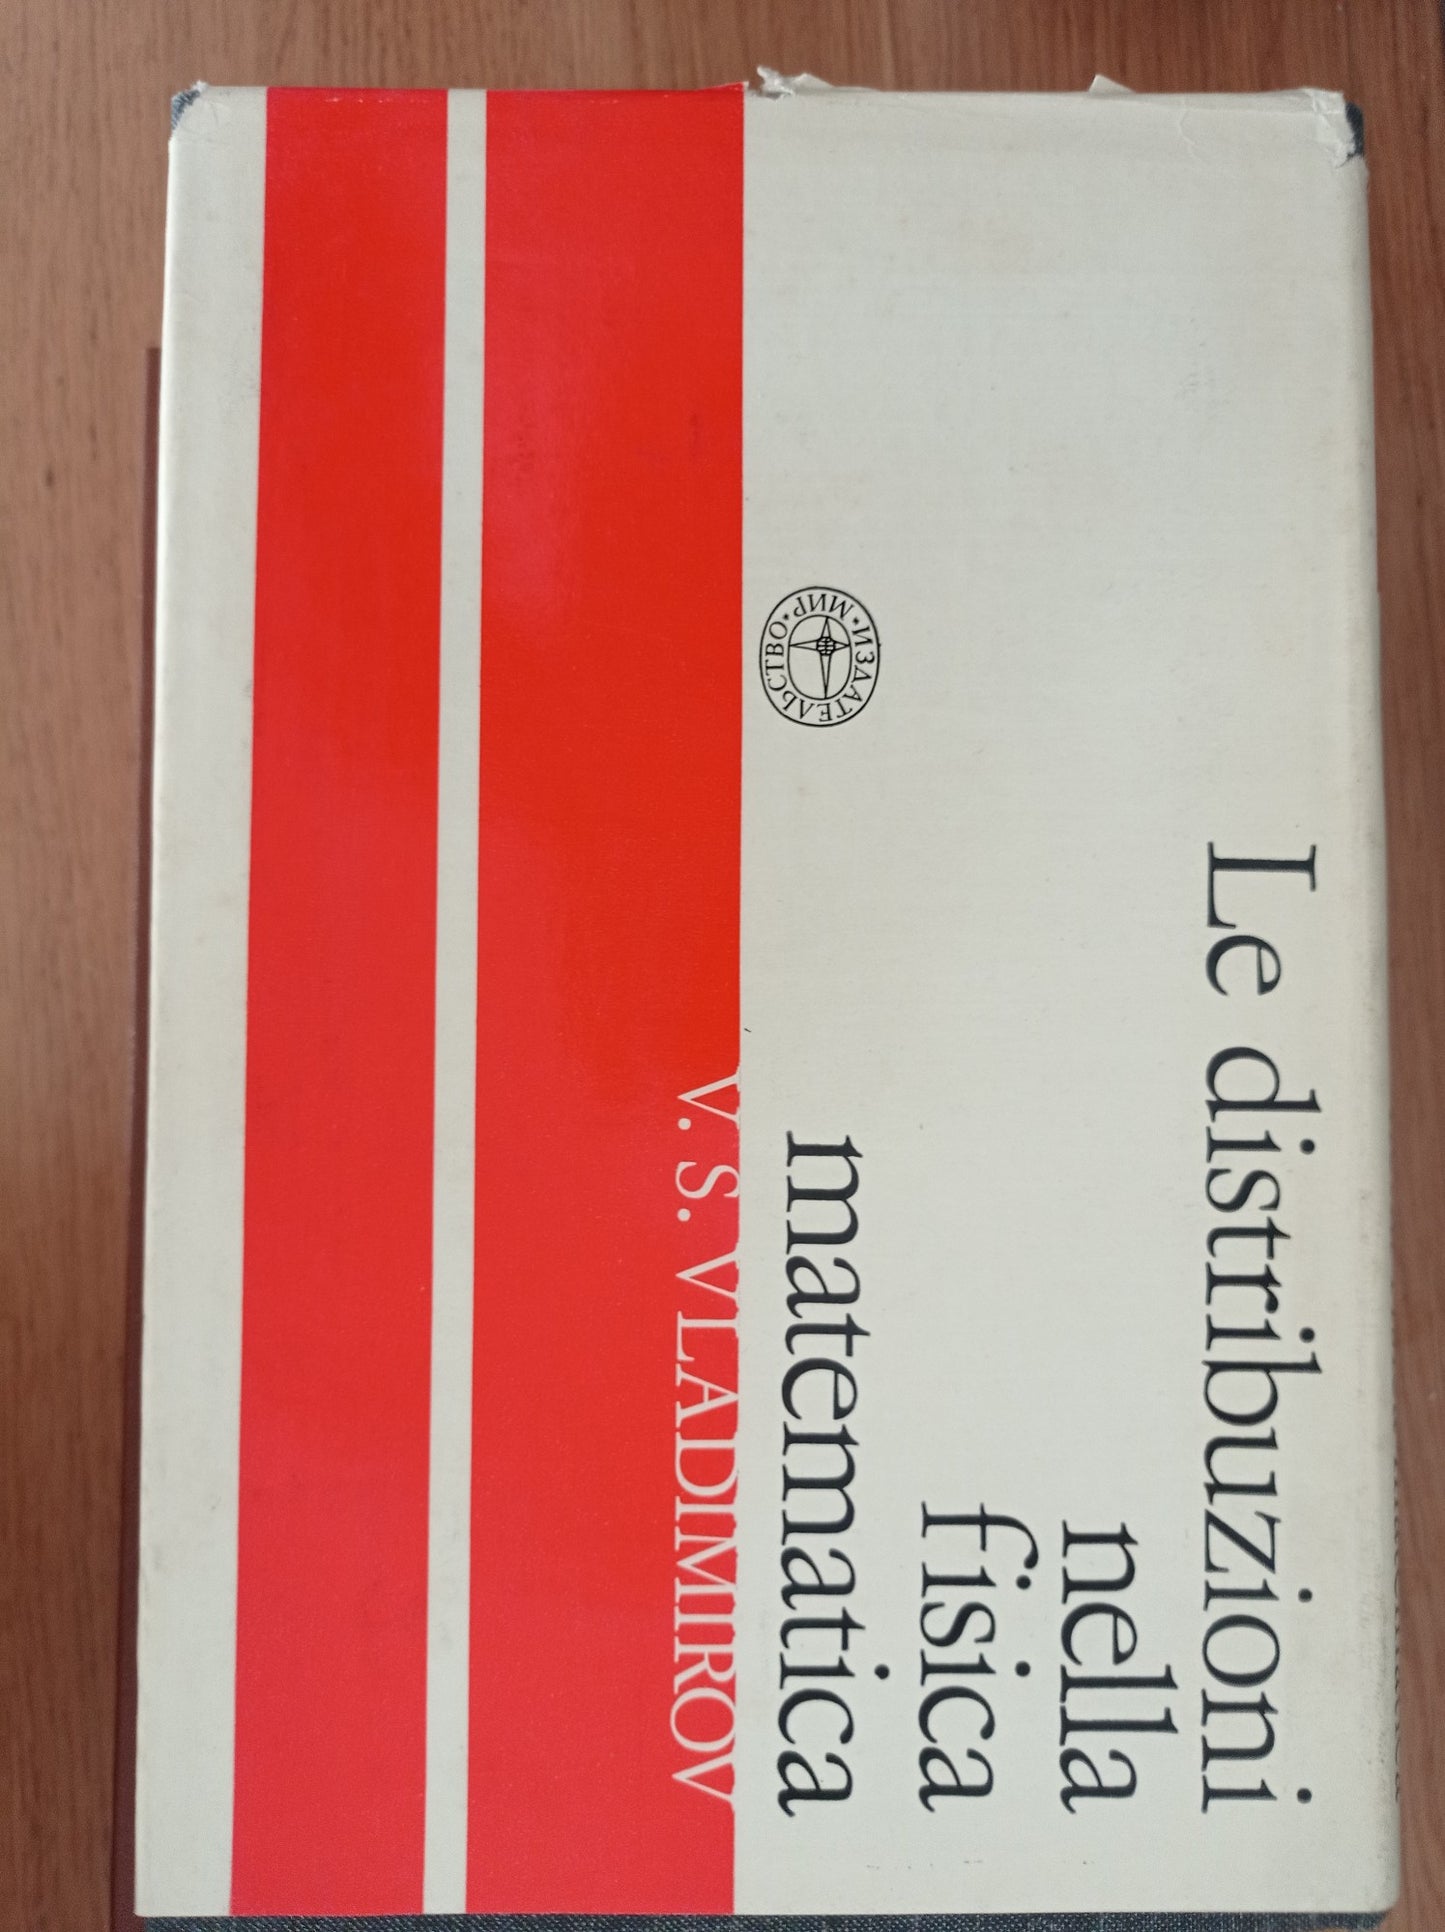 Le distribuzioni
nella
fisica
matematica
V. S. VLADIMIROV
ИЗДАТЕЛЬСТВО • МИР •